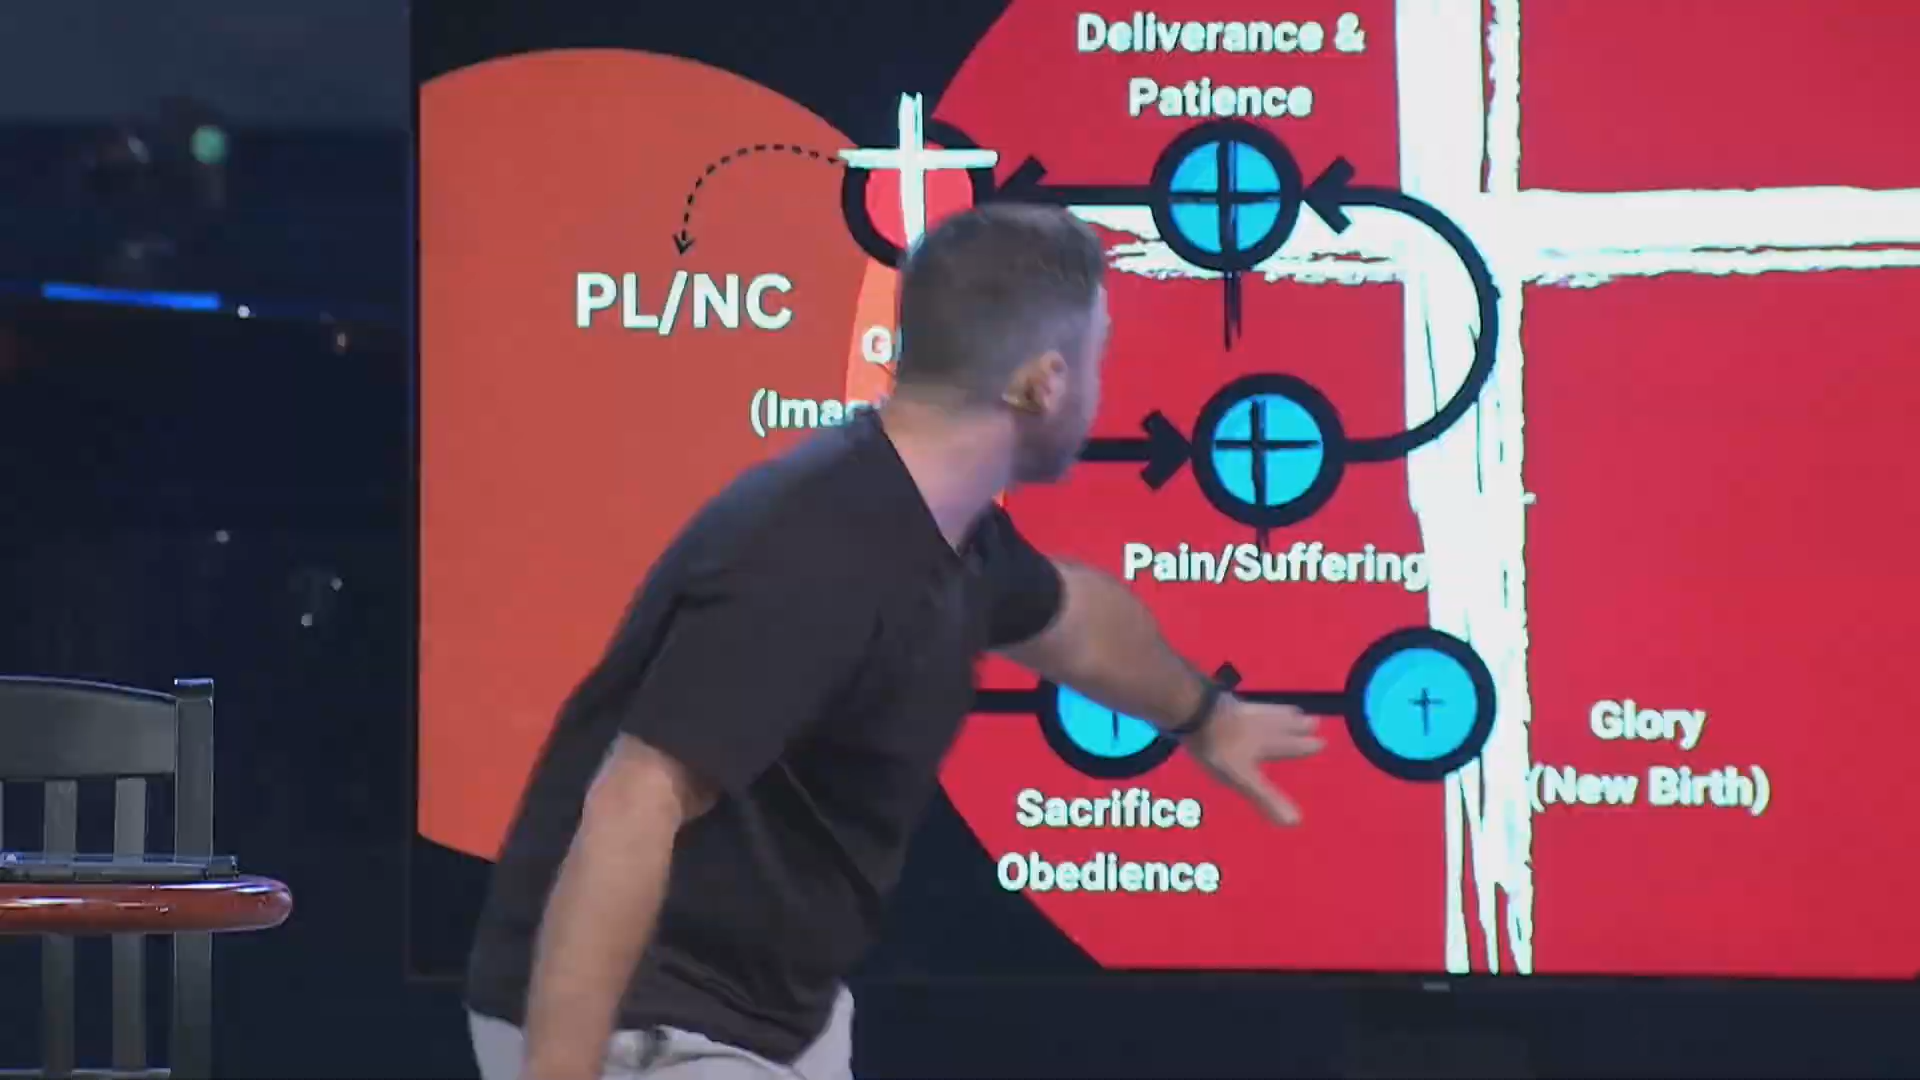 Deliverance &
Patience
PL/NC
Pain/Suffering
Glory
(New Birth)
Sacrifice
Obedience